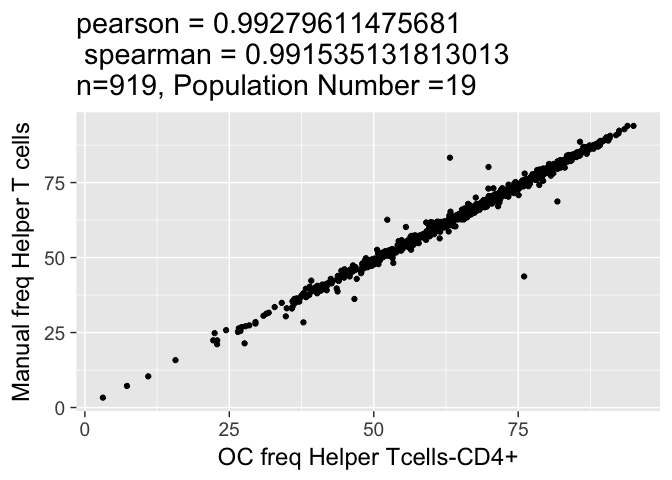 pearson = 0.99279611475681
spearman = 0.991535131813013
n=919, Population Number =19
Manual freq Helper T cells
75
50
25
0
0 25 50 75
OC freq Helper Tcells-CD4+